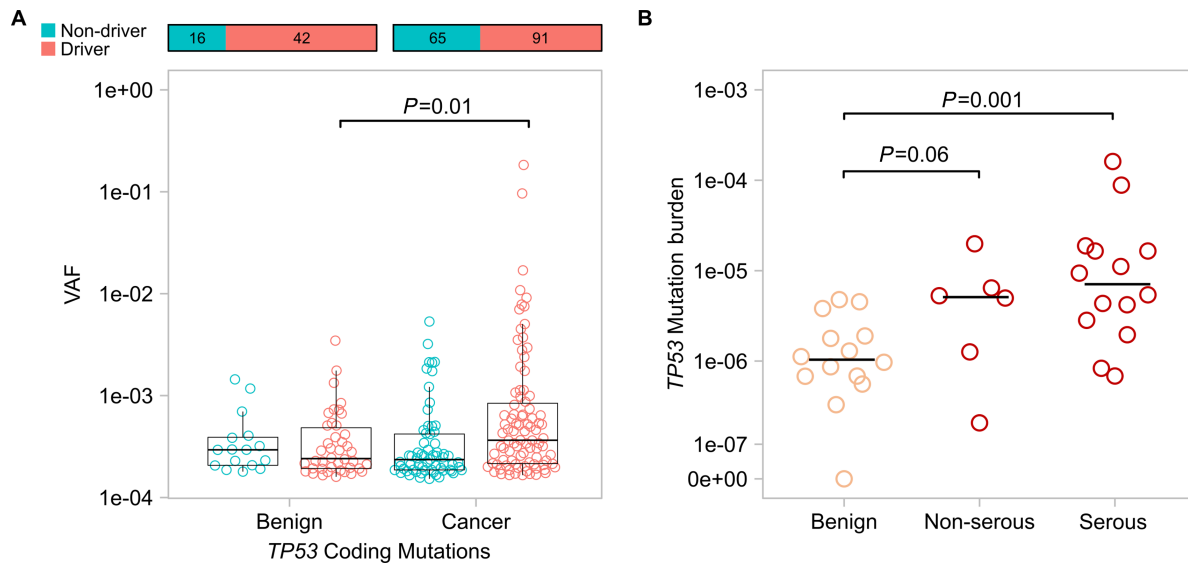 A
Non-driver
Driver
16 42 65 91
1e+00
1e-01
1e-02
1e-03
1e-04
VAF
P=0.01
Benign Cancer
TP53 Coding Mutations
B
1e-03
1e-04
1e-05
1e-06
1e-07
0e+00
TP53 Mutation burden
P=0.001
P=0.06
Benign Non-serous Serous